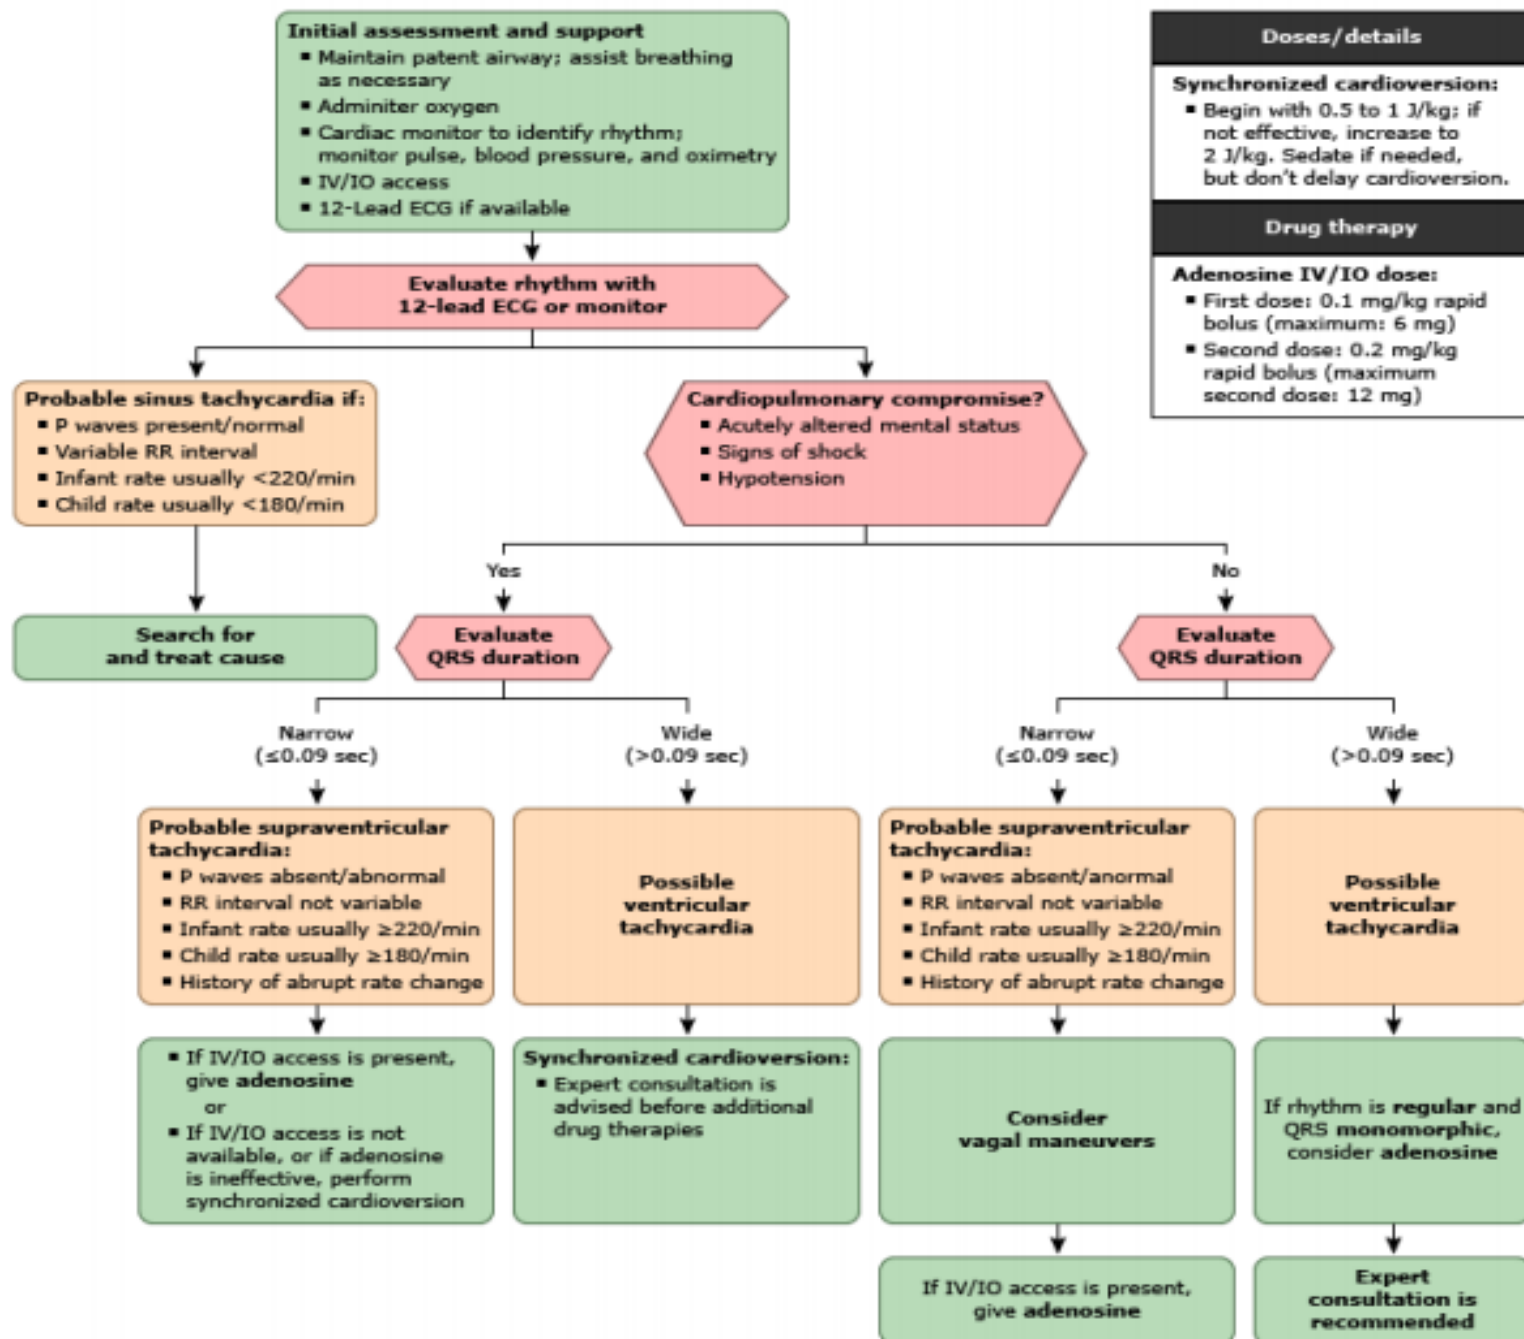 Initial assessment and support
▪ Maintain patent airway; assist breathing
as necessary
▪ Adminiter oxygen
▪ Cardiac monitor to identify rhythm;
monitor pulse, blood pressure, and oximetry
▪ IV/IO access
▪ 12-Lead ECG if available
Doses/details
Synchronized cardioversion:
▪ Begin with 0.5 to 1 J/kg; if
not effective, increase to
2 J/kg. Sedate if needed,
but don't delay cardioversion.
Drug therapy
Adenosine IV/IO dose:
▪ First dose: 0.1 mg/kg rapid
bolus (maximum: 6 mg)
▪ Second dose: 0.2 mg/kg
rapid bolus (maximum
second dose: 12 mg)
Evaluate rhythm with
12-lead ECG or monitor
Probable sinus tachycardia if:
▪ P waves present/normal
▪ Variable RR interval
▪ Infant rate usually <220/min
▪ Child rate usually <180/min
Search for
and treat cause
Cardiopulmonary compromise?
▪ Acutely altered mental status
▪ Signs of shock
▪ Hypotension
Yes
Evaluate
QRS duration
Narrow
(≤0.09 sec)
Probable supraventricular
tachycardia:
▪ P waves absent/abnormal
▪ RR interval not variable
▪ Infant rate usually ≥220/min
▪ Child rate usually ≥180/min
▪ History of abrupt rate change
▪ If IV/IO access is present,
give adenosine
or
▪ If IV/IO access is not
available, or if adenosine
is ineffective, perform
synchronized cardioversion
Wide
(>0.09 sec)
Possible
ventricular
tachycardia
Synchronized cardioversion:
▪ Expert consultation is
advised before additional
drug therapies
No
Evaluate
QRS duration
Narrow
(≤0.09 sec)
Probable supraventricular
tachycardia:
▪ P waves absent/anormal
▪ RR interval not variable
▪ Infant rate usually ≥220/min
▪ Child rate usually ≥180/min
▪ History of abrupt rate change
Consider
vagal maneuvers
If IV/IO access is present,
give adenosine
Wide
(>0.09 sec)
Possible
ventricular
tachycardia
If rhythm is regular and
QRS monomorphic,
consider adenosine
Expert
consultation is
recommended